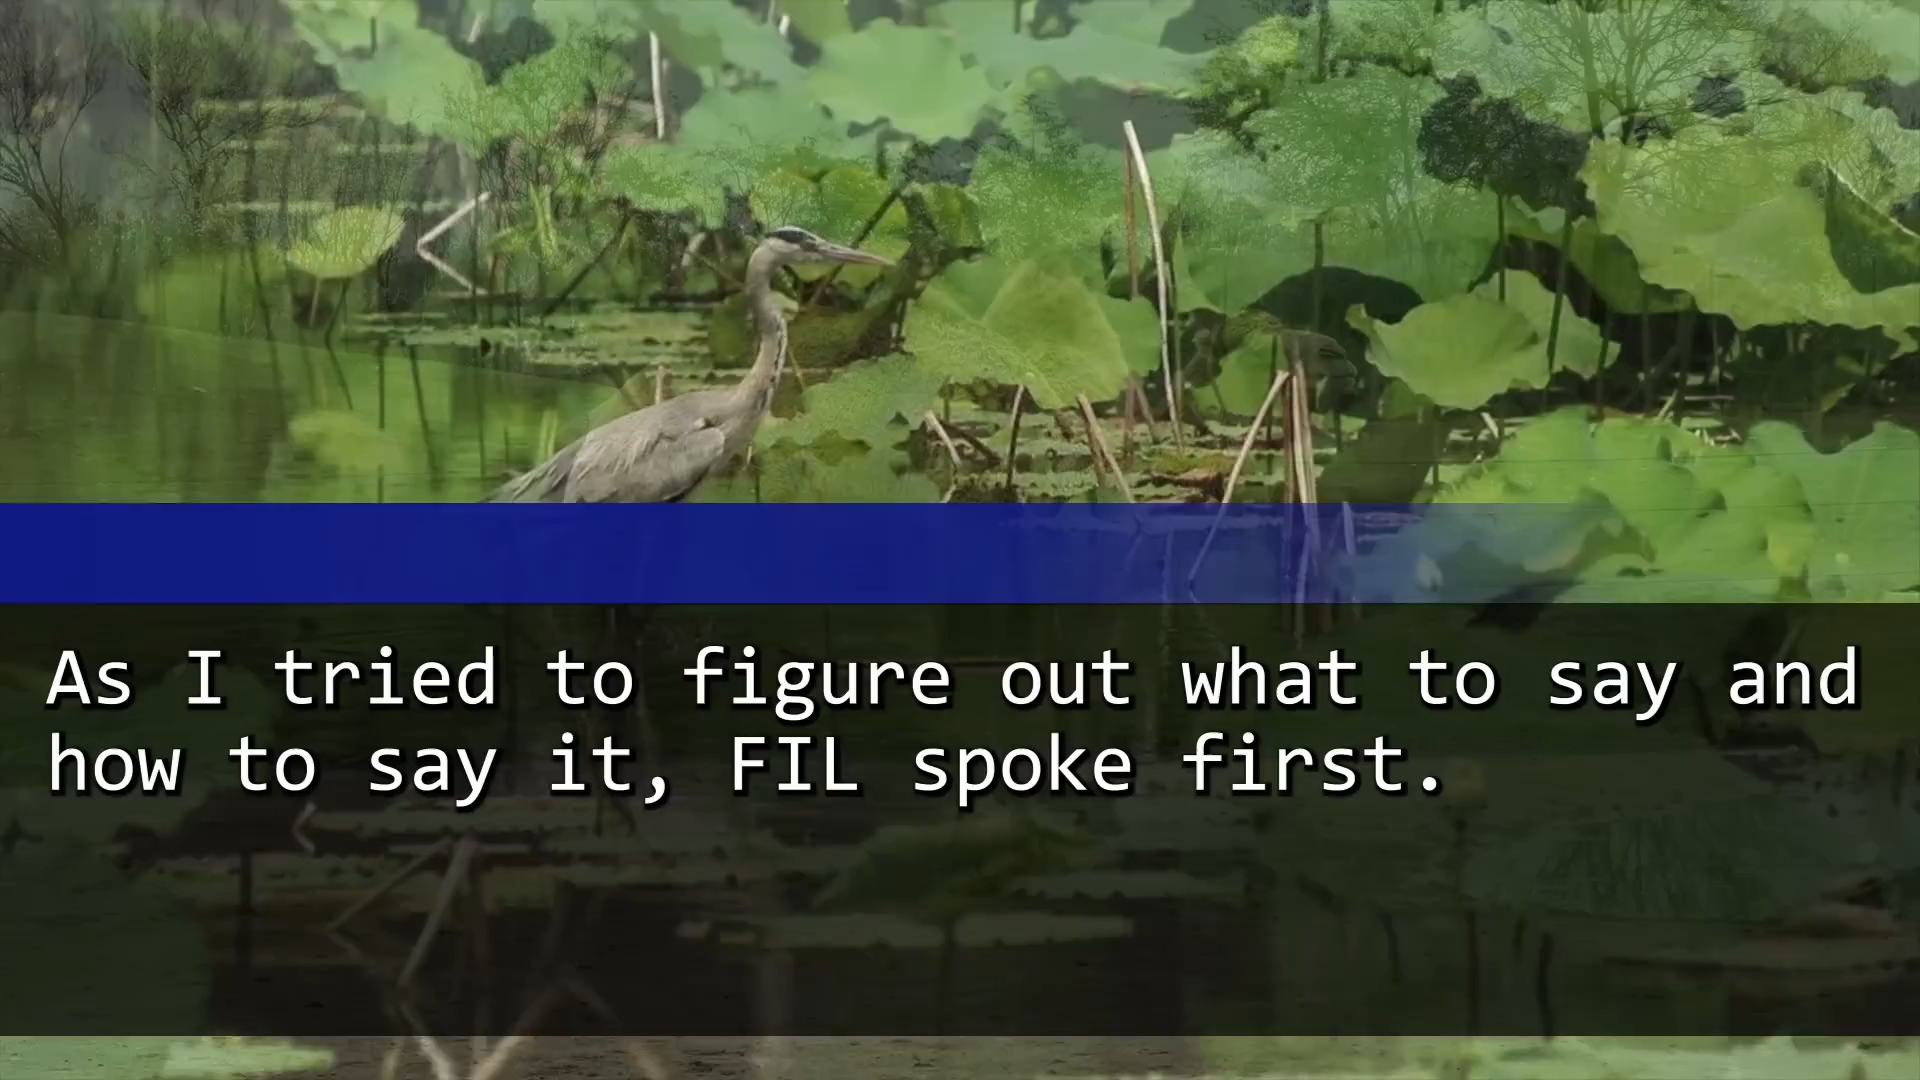 As I tried to figure out what to say and
how to say it, FIL spoke first.